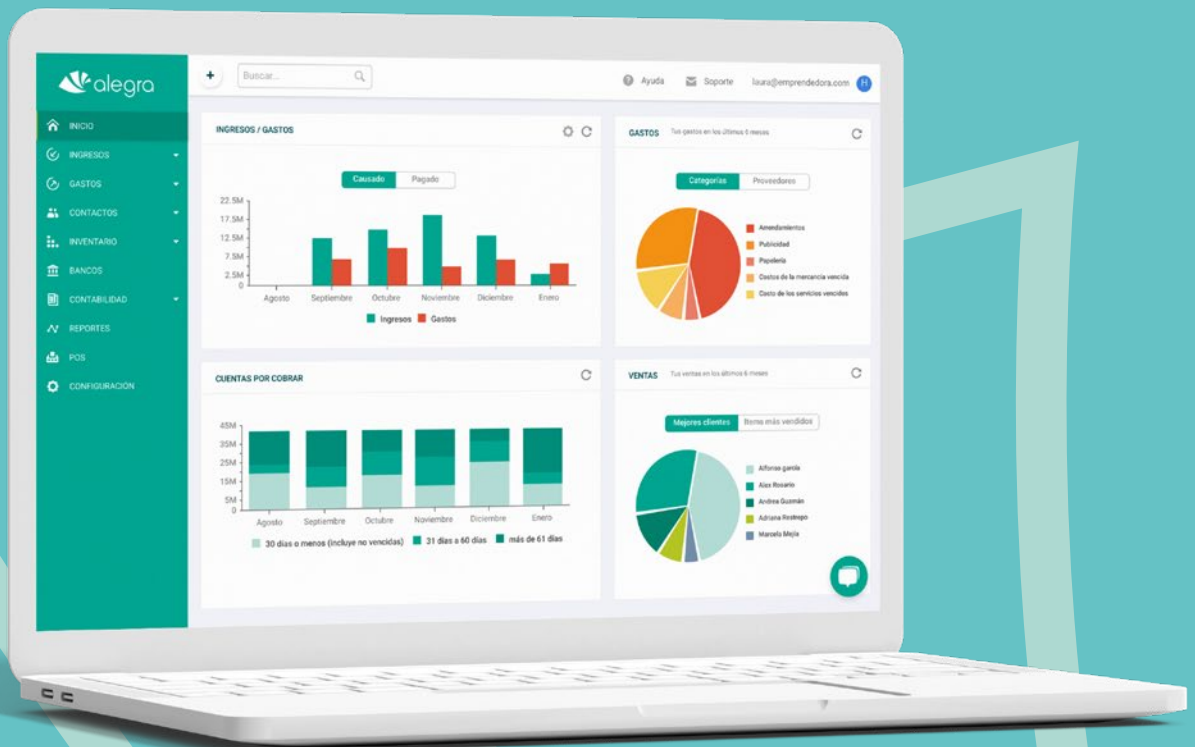 alegra
Buscar...
Ayuda
Soporte
laura@emprendedora.com
H
INICIO
INGRESOS
GASTOS
CONTACTOS
INVENTARIO
BANCOS
CONTABILIDAD
REPORTES
POS
CONFIGURACIÓN
INGRESOS / GASTOS
Causado Pagado
22.5M
17.5M
12.5M
7.5M
2.5M
0
Agosto Septiembre Octubre Noviembre Diciembre Enero
Ingresos Gastos
GASTOS Tus gastos en los últimos 6 meses
Categorías Proveedores
Arrendamientos
Publicidad
Papelería
Costos de la mercancía vencida
Costo de los servicios vencidos
CUENTAS POR COBRAR
45M
35M
25M
15M
5M
0
Agosto Septiembre Octubre Noviembre Diciembre Enero
30 días o menos (incluye no vencidas) 31 días a 60 días más de 61 días
VENTAS Tus ventas en los últimos 6 meses
Mejores clientes Items más vendidos
Alfonso garcía
Alex Rosario
Andrea Guzmán
Adriana Restrepo
Marcela Mejía